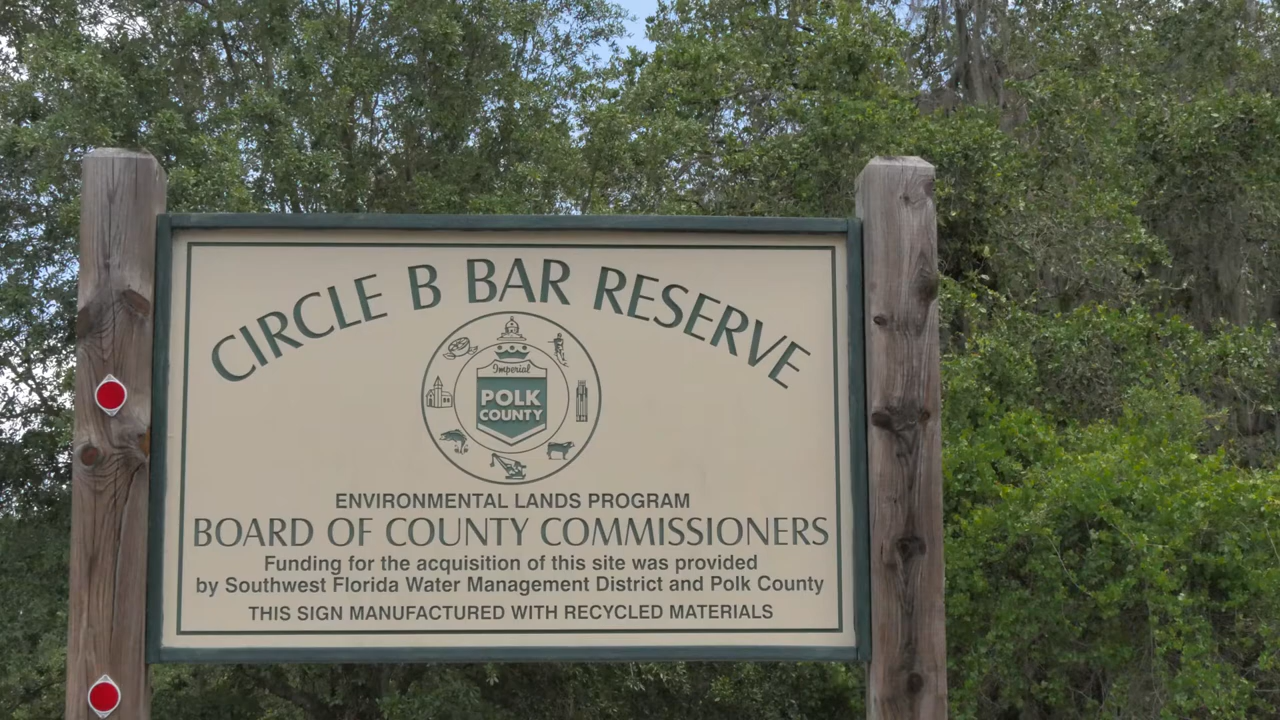 CIRCLE B BAR RESERVE
Imperial
POLK
COUNTY
ENVIRONMENTAL LANDS PROGRAM
BOARD OF COUNTY COMMISSIONERS
Funding for the acquisition of this site was provided
by Southwest Florida Water Management District and Polk County
THIS SIGN MANUFACTURED WITH RECYCLED MATERIALS